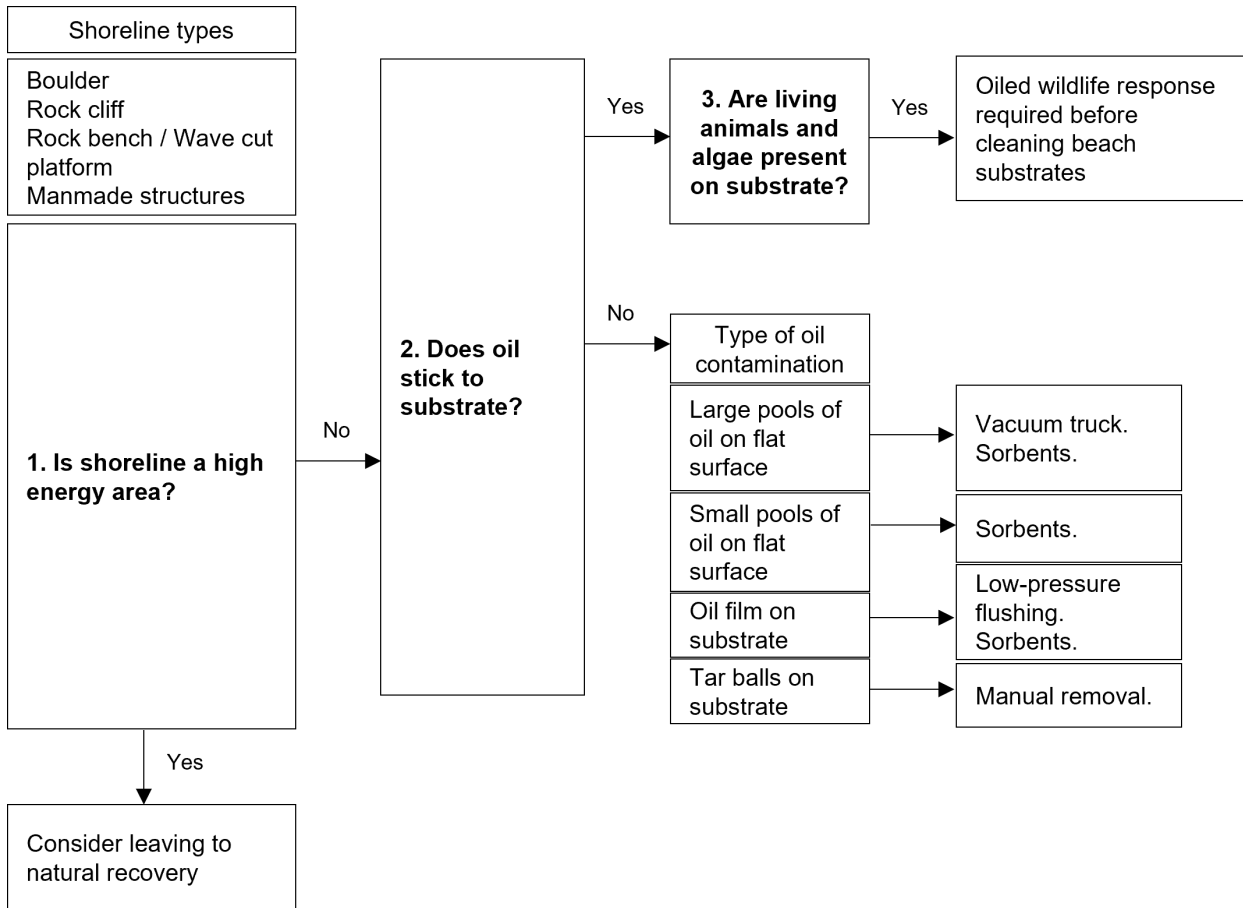 Shoreline types
Boulder
Rock cliff
Rock bench / Wave cut
platform
Manmade structures
1. Is shoreline a high
energy area?
No
Yes
Consider leaving to
natural recovery
2. Does oil
stick to
substrate?
Yes
No
3. Are living
animals and
algae present
on substrate?
Yes
Oiled wildlife response
required before
cleaning beach
substrates
Type of oil
contamination
Large pools of
oil on flat
surface
Vacuum truck.
Sorbents.
Small pools of
oil on flat
surface
Sorbents.
Oil film on
substrate
Low-pressure
flushing.
Sorbents.
Tar balls on
substrate
Manual removal.